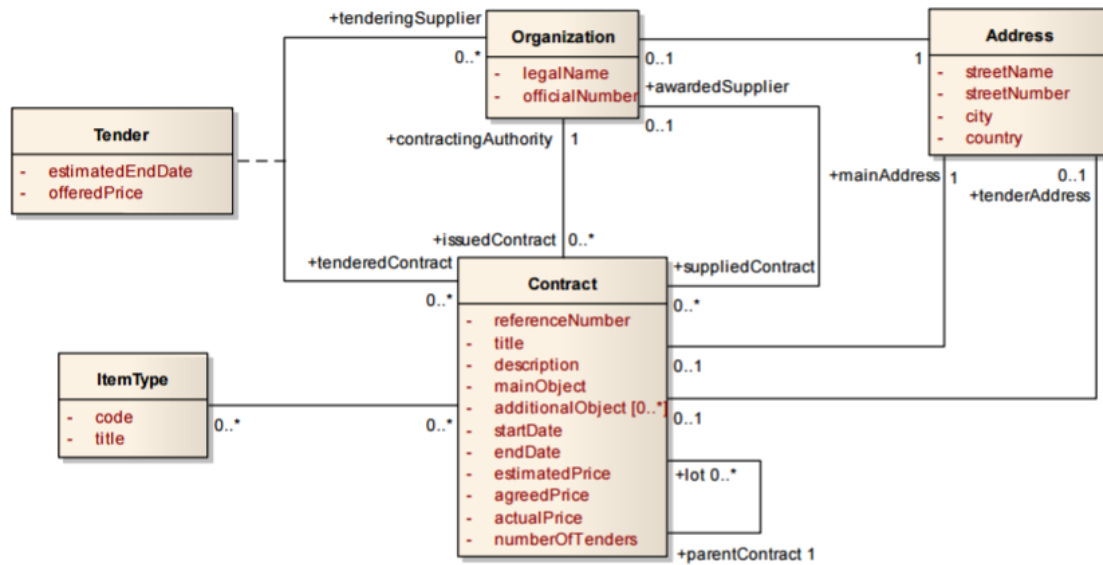 +tenderingSupplier
0..*
Organization
- legalName
- officialNumber
0..1
1
Address
- streetName
- streetNumber
- city
- country
+awardedSupplier
0..1
Tender
- estimatedEndDate
- offeredPrice
+contractingAuthority
1
+mainAddress
1
0..1
+tenderAddress
+issuedContract
0..*
+tenderedContract
0..*
+suppliedContract
0..*
Contract
- referenceNumber
- title
- description
- mainObject
- additionalObject [0..*]
- startDate
- endDate
- estimatedPrice
- agreedPrice
- actualPrice
- numberOfTenders
0..1
0..1
ItemType
- code
- title
0..*
0..*
+lot 0..*
+parentContract 1